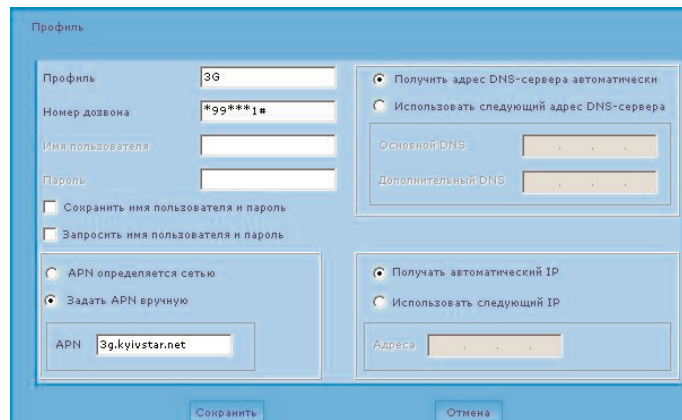 Профиль
Профиль 3G
Номер дозвона *99***1#
Имя пользователя
Пароль
Сохранить имя пользователя и пароль
Запросить имя пользователя и пароль
APN определяется сетью
Задать APN вручную
APN 3g.kyivstar.net
Получить адрес DNS-сервера автоматически
Использовать следующий адрес DNS-сервера
Основной DNS . . .
Дополнительный DNS . . .
Получать автоматический IP
Использовать следующий IP
Адреса . . .
Сохранить
Отмена